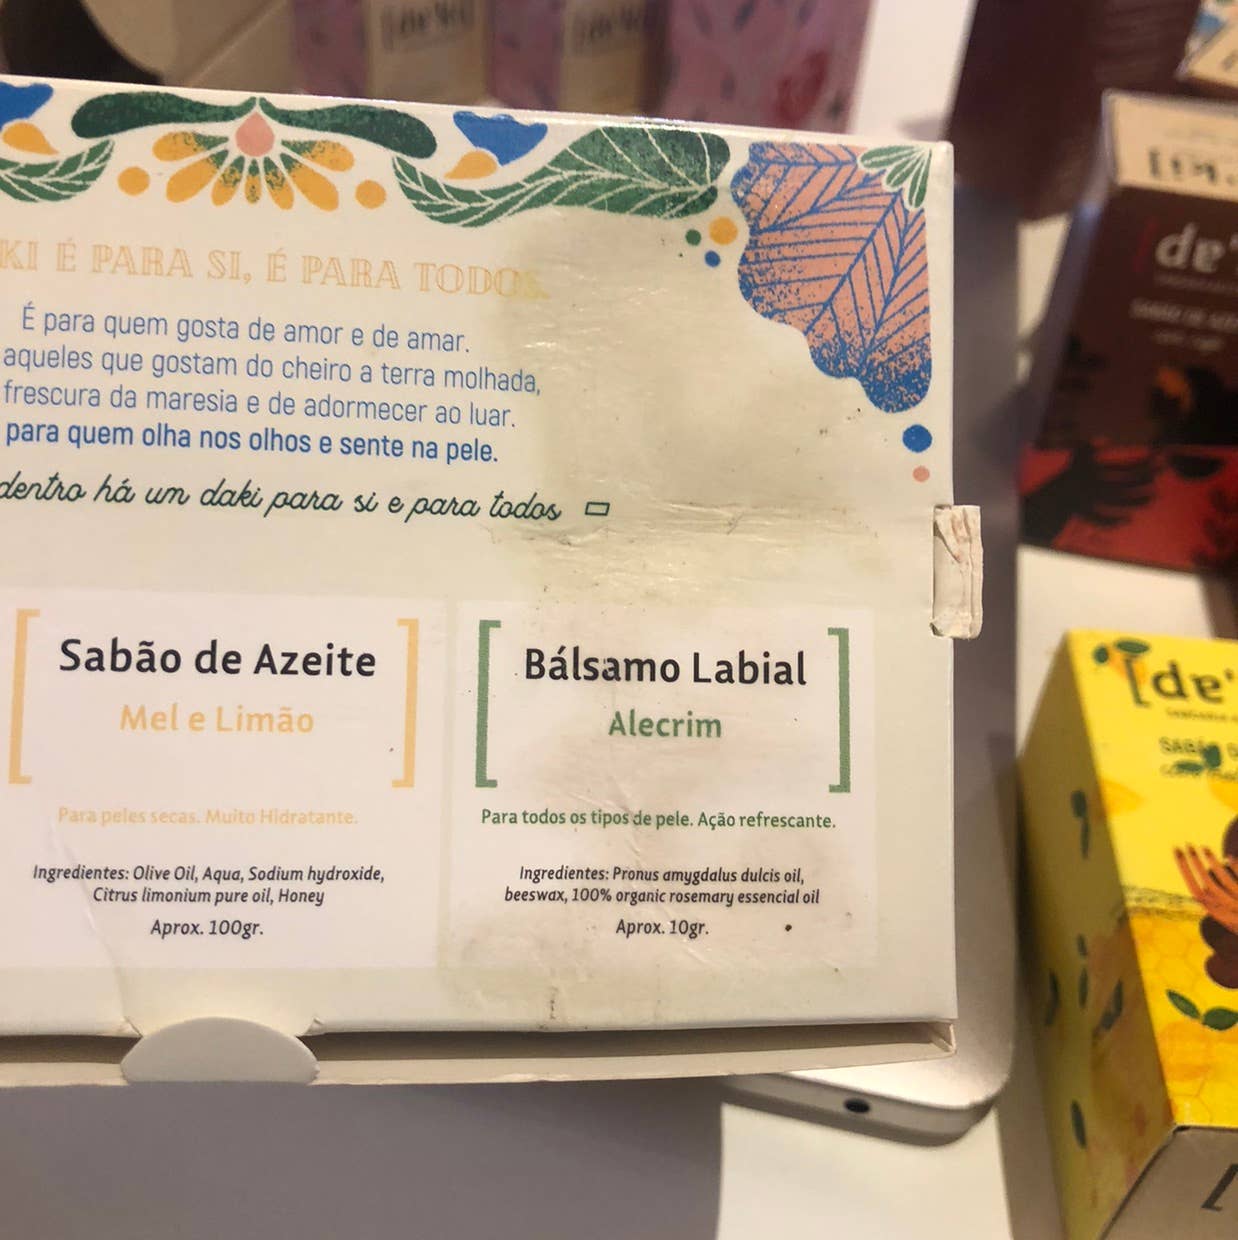 [de'
KI É PARA SI, É PARA TODOS
É para quem gosta de amor e de amar.
aqueles que gostam do cheiro a terra molhada,
frescura da maresia e de adormecer ao luar.
para quem olha nos olhos e sente na pele.
dentro há um daki para si e para todos
Sabão de Azeite
Mel e Limão
Para peles secas. Muito Hidratante.
Ingredientes: Olive Oil, Aqua, Sodium hydroxide,
Citrus limonium pure oil, Honey
Aprox. 100gr.
Bálsamo Labial
Alecrim
Para todos os tipos de pele. Ação refrescante.
Ingredientes: Pronus amygdalus dulcis oil,
beeswax, 100% organic rosemary essencial oil
Aprox. 10gr.
[de'